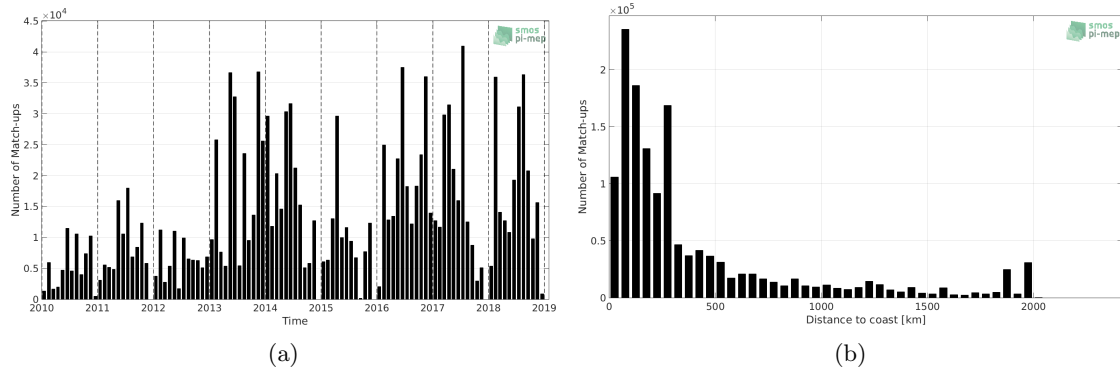 ×10⁴
4.5
4
3.5
3
2.5
2
1.5
1
0.5
0
Number of Match-ups
2010 2011 2012 2013 2014 2015 2016 2017 2018 2019
Time
smos
pi-mep
(a)
×10⁵
2
1.5
1
0.5
0
Number of Match-ups
0 500 1000 1500 2000
Distance to coast [km]
smos
pi-mep
(b)